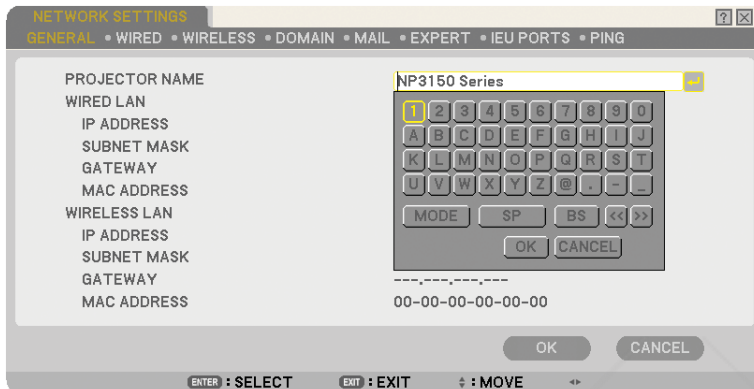 NETWORK SETTINGS ? X
GENERAL • WIRED • WIRELESS • DOMAIN • MAIL • EXPERT • IEU PORTS • PING
PROJECTOR NAME NP3150 Series
WIRED LAN
1 2 3 4 5 6 7 8 9 0
IP ADDRESS
A B C D E F G H I J
SUBNET MASK
K L M N O P Q R S T
GATEWAY
U V W X Y Z @ . - _
MAC ADDRESS
WIRELESS LAN
MODE SP BS << >>
IP ADDRESS
OK CANCEL
SUBNET MASK
GATEWAY ---.---.---.---
MAC ADDRESS 00-00-00-00-00-00
OK CANCEL
ENTER : SELECT EXIT : EXIT : MOVE